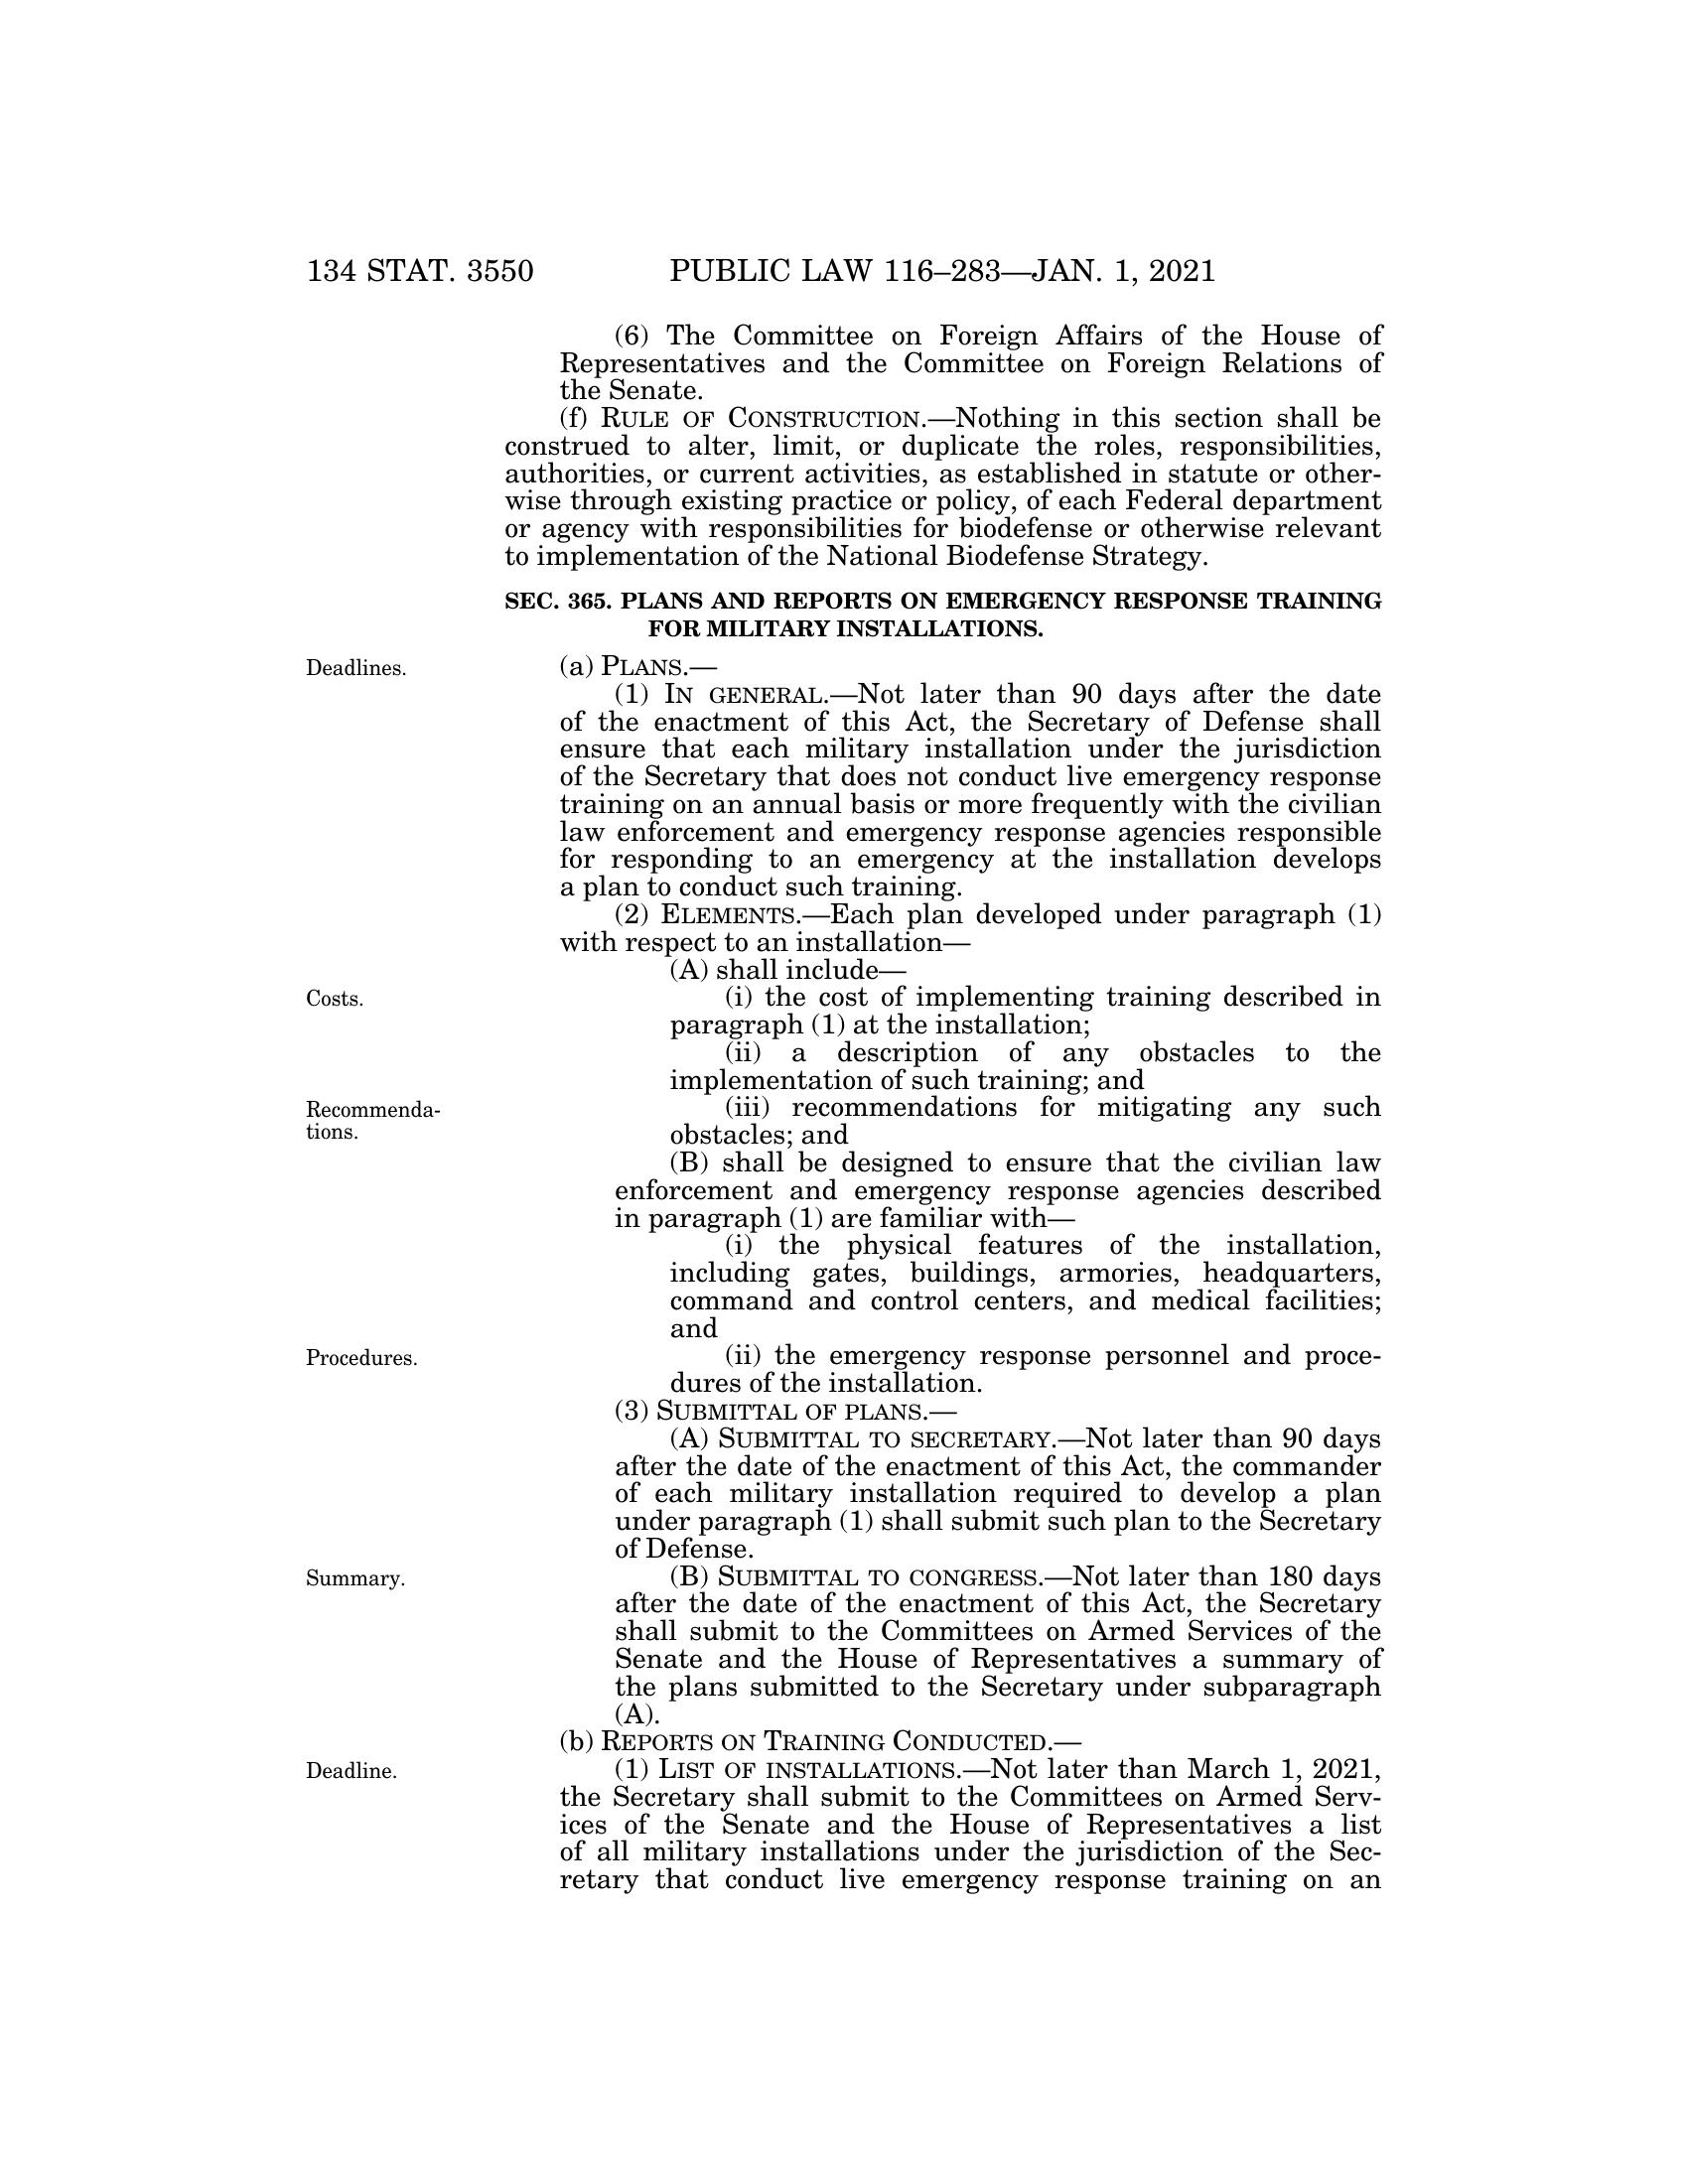 134 STAT. 3550 PUBLIC LAW 116–283—JAN. 1, 2021
(6) The Committee on Foreign Affairs of the House of
Representatives and the Committee on Foreign Relations of
the Senate.
(f) RULE OF CONSTRUCTION.—Nothing in this section shall be
construed to alter, limit, or duplicate the roles, responsibilities,
authorities, or current activities, as established in statute or other-
wise through existing practice or policy, of each Federal department
or agency with responsibilities for biodefense or otherwise relevant
to implementation of the National Biodefense Strategy.
SEC. 365. PLANS AND REPORTS ON EMERGENCY RESPONSE TRAINING
FOR MILITARY INSTALLATIONS.
Deadlines.
(a) PLANS.—
(1) IN GENERAL.—Not later than 90 days after the date
of the enactment of this Act, the Secretary of Defense shall
ensure that each military installation under the jurisdiction
of the Secretary that does not conduct live emergency response
training on an annual basis or more frequently with the civilian
law enforcement and emergency response agencies responsible
for responding to an emergency at the installation develops
a plan to conduct such training.
(2) ELEMENTS.—Each plan developed under paragraph (1)
with respect to an installation—
(A) shall include—
Costs.
(i) the cost of implementing training described in
paragraph (1) at the installation;
(ii) a description of any obstacles to the
implementation of such training; and
Recommenda-
tions.
(iii) recommendations for mitigating any such
obstacles; and
(B) shall be designed to ensure that the civilian law
enforcement and emergency response agencies described
in paragraph (1) are familiar with—
(i) the physical features of the installation,
including gates, buildings, armories, headquarters,
command and control centers, and medical facilities;
and
Procedures.
(ii) the emergency response personnel and proce-
dures of the installation.
(3) SUBMITTAL OF PLANS.—
(A) SUBMITTAL TO SECRETARY.—Not later than 90 days
after the date of the enactment of this Act, the commander
of each military installation required to develop a plan
under paragraph (1) shall submit such plan to the Secretary
of Defense.
Summary.
(B) SUBMITTAL TO CONGRESS.—Not later than 180 days
after the date of the enactment of this Act, the Secretary
shall submit to the Committees on Armed Services of the
Senate and the House of Representatives a summary of
the plans submitted to the Secretary under subparagraph
(A).
(b) REPORTS ON TRAINING CONDUCTED.—
Deadline.
(1) LIST OF INSTALLATIONS.—Not later than March 1, 2021,
the Secretary shall submit to the Committees on Armed Serv-
ices of the Senate and the House of Representatives a list
of all military installations under the jurisdiction of the Sec-
retary that conduct live emergency response training on an